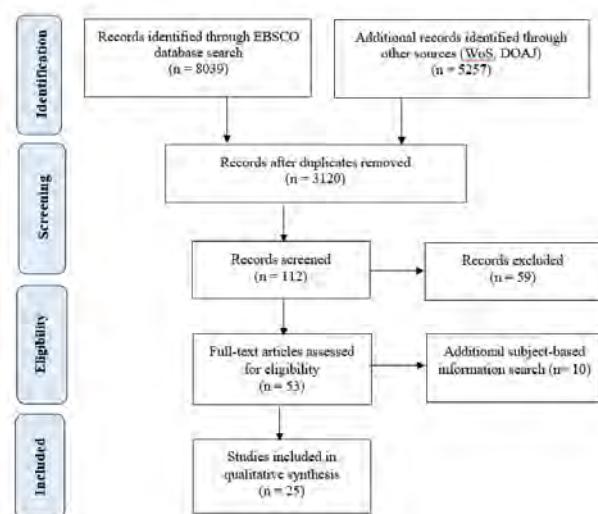 Identification
Records identified through EBSCO
database search
(n = 8039)
Additional records identified through
other sources (WoS, DOAJ)
(n = 5257)
Screening
Records after duplicates removed
(n = 3120)
Records screened
(n = 112)
Records excluded
(n = 59)
Eligibility
Full-text articles assessed
for eligibility
(n = 53)
Additional subject-based
information search (n= 10)
Included
Studies included in
qualitative synthesis
(n = 25)